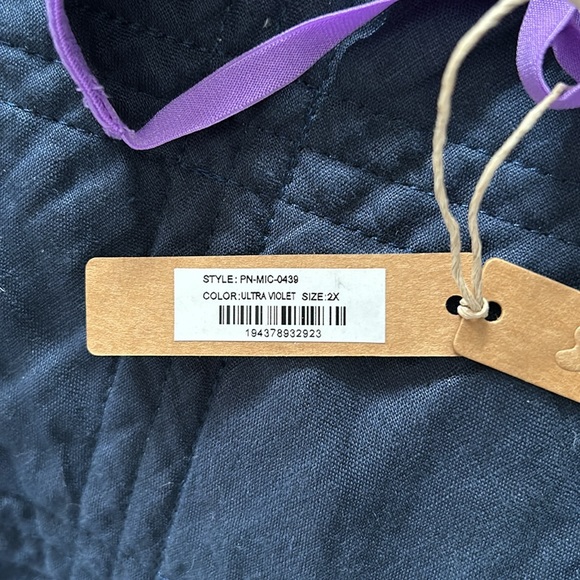 STYLE: PN-MIC-0439
COLOR:ULTRA VIOLET SIZE:2X
194378932923